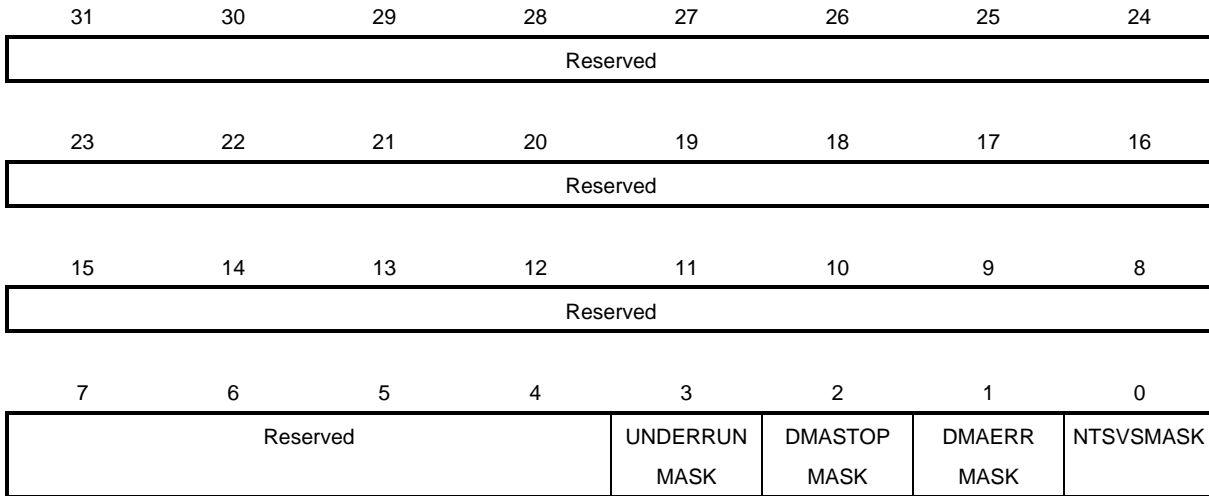 31 30 29 28 27 26 25 24
Reserved
23 22 21 20 19 18 17 16
Reserved
15 14 13 12 11 10 9 8
Reserved
7 6 5 4 3 2 1 0
Reserved UNDERRUN DMASTOP DMAERR NTSVSMASK
MASK MASK MASK